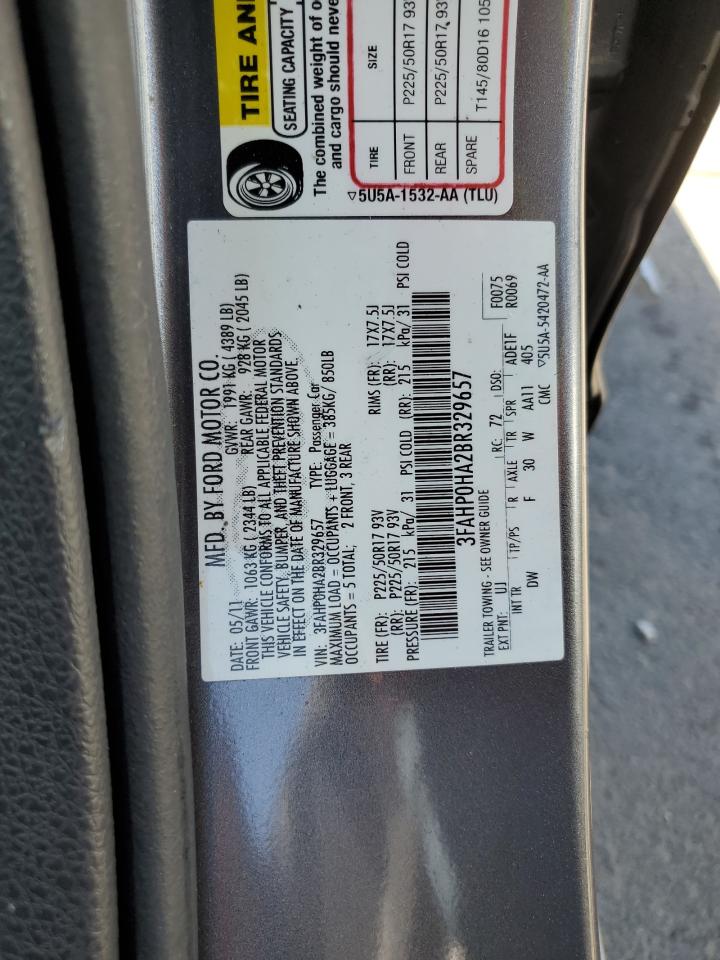 MFD. BY FORD MOTOR CO.
DATE: 05/11 GVWR: 1991 KG ( 4389 LB)
FRONT GAWR: 1063 KG ( 2344 LB) REAR GAWR: 928 KG ( 2045 LB)
THIS VEHICLE CONFORMS TO ALL APPLICABLE FEDERAL MOTOR
VEHICLE SAFETY, BUMPER, AND THEFT PREVENTION STANDARDS
IN EFFECT ON THE DATE OF MANUFACTURE SHOWN ABOVE.
VIN: 3FAHP0HA2BR329657 TYPE: Passenger Car
MAXIMUM LOAD = OCCUPANTS + LUGGAGE = 385KG/ 850LB
OCCUPANTS = 5 TOTAL: 2 FRONT, 3 REAR
TIRE (FR): P225/50R17 93V RIMS (FR): 17X7.5J
(RR): P225/50R17 93V (RR): 17X7.5J
PRESSURE (FR): 215 kPa/ 31 PSI COLD (RR): 215 kPa/ 31 PSI COLD
3FAHP0HA2BR329657
TRAILER TOWING - SEE OWNER GUIDE F0075
EXT PNT: UJ RC: 72 DSO: R0069
INT TR TP/PS R AXLE TR SPR ADE1F
DW F 30 W AA11 405
CMC ▽5U5A-5420472-AA
TIRE AN
SEATING CAPACITY
The combined weight of o
and cargo should neve
TIRE SIZE
FRONT P225/50R17 93V
REAR P225/50R17 93
SPARE T145/80D16 105
▽5U5A-1532-AA (TLU)